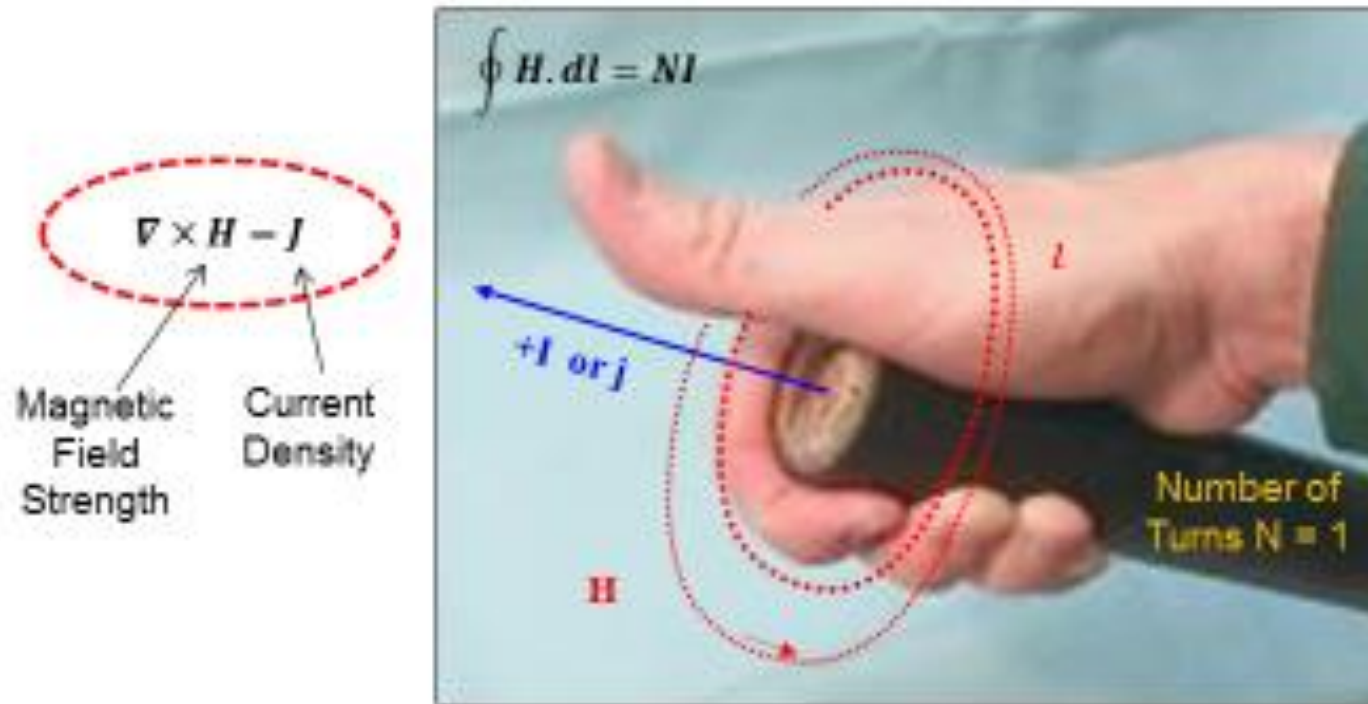 ∮ H.dl = NI
∇ × H – J
l
+I or j
Magnetic
Field
Strength
Current
Density
Number of
Turns N = 1
H